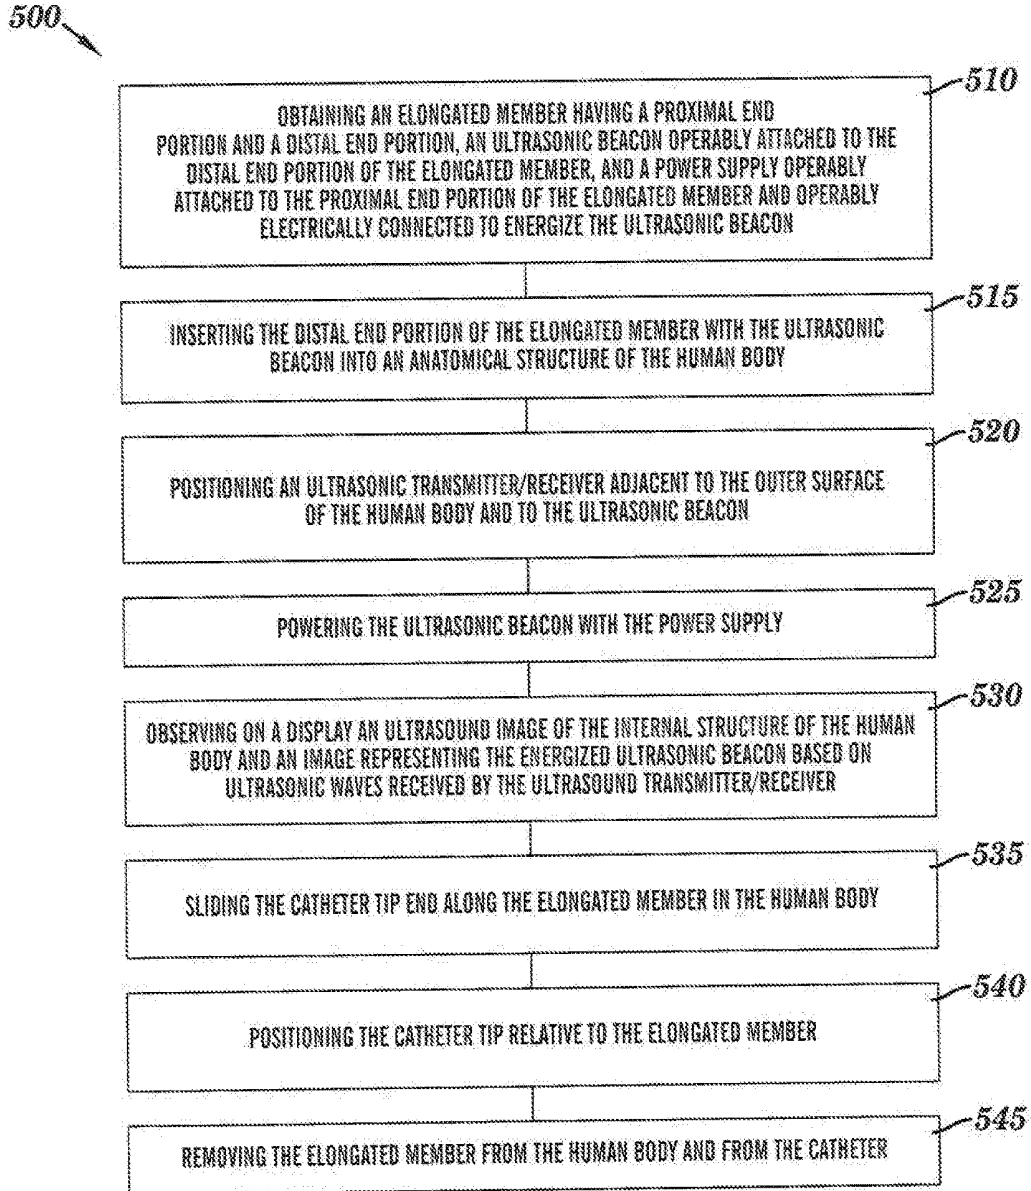 500
510
OBTAINING AN ELONGATED MEMBER HAVING A PROXIMAL END
PORTION AND A DISTAL END PORTION, AN ULTRASONIC BEACON OPERABLY ATTACHED TO THE
DISTAL END PORTION OF THE ELONGATED MEMBER, AND A POWER SUPPLY OPERABLY
ATTACHED TO THE PROXIMAL END PORTION OF THE ELONGATED MEMBER AND OPERABLY
ELECTRICALLY CONNECTED TO ENERGIZE THE ULTRASONIC BEACON
515
INSERTING THE DISTAL END PORTION OF THE ELONGATED MEMBER WITH THE ULTRASONIC
BEACON INTO AN ANATOMICAL STRUCTURE OF THE HUMAN BODY
520
POSITIONING AN ULTRASONIC TRANSMITTER/RECEIVER ADJACENT TO THE OUTER SURFACE
OF THE HUMAN BODY AND TO THE ULTRASONIC BEACON
525
POWERING THE ULTRASONIC BEACON WITH THE POWER SUPPLY
530
OBSERVING ON A DISPLAY AN ULTRASOUND IMAGE OF THE INTERNAL STRUCTURE OF THE HUMAN
BODY AND AN IMAGE REPRESENTING THE ENERGIZED ULTRASONIC BEACON BASED ON
ULTRASONIC WAVES RECEIVED BY THE ULTRASOUND TRANSMITTER/RECEIVER
535
SLIDING THE CATHETER TIP END ALONG THE ELONGATED MEMBER IN THE HUMAN BODY
540
POSITIONING THE CATHETER TIP RELATIVE TO THE ELONGATED MEMBER
545
REMOVING THE ELONGATED MEMBER FROM THE HUMAN BODY AND FROM THE CATHETER